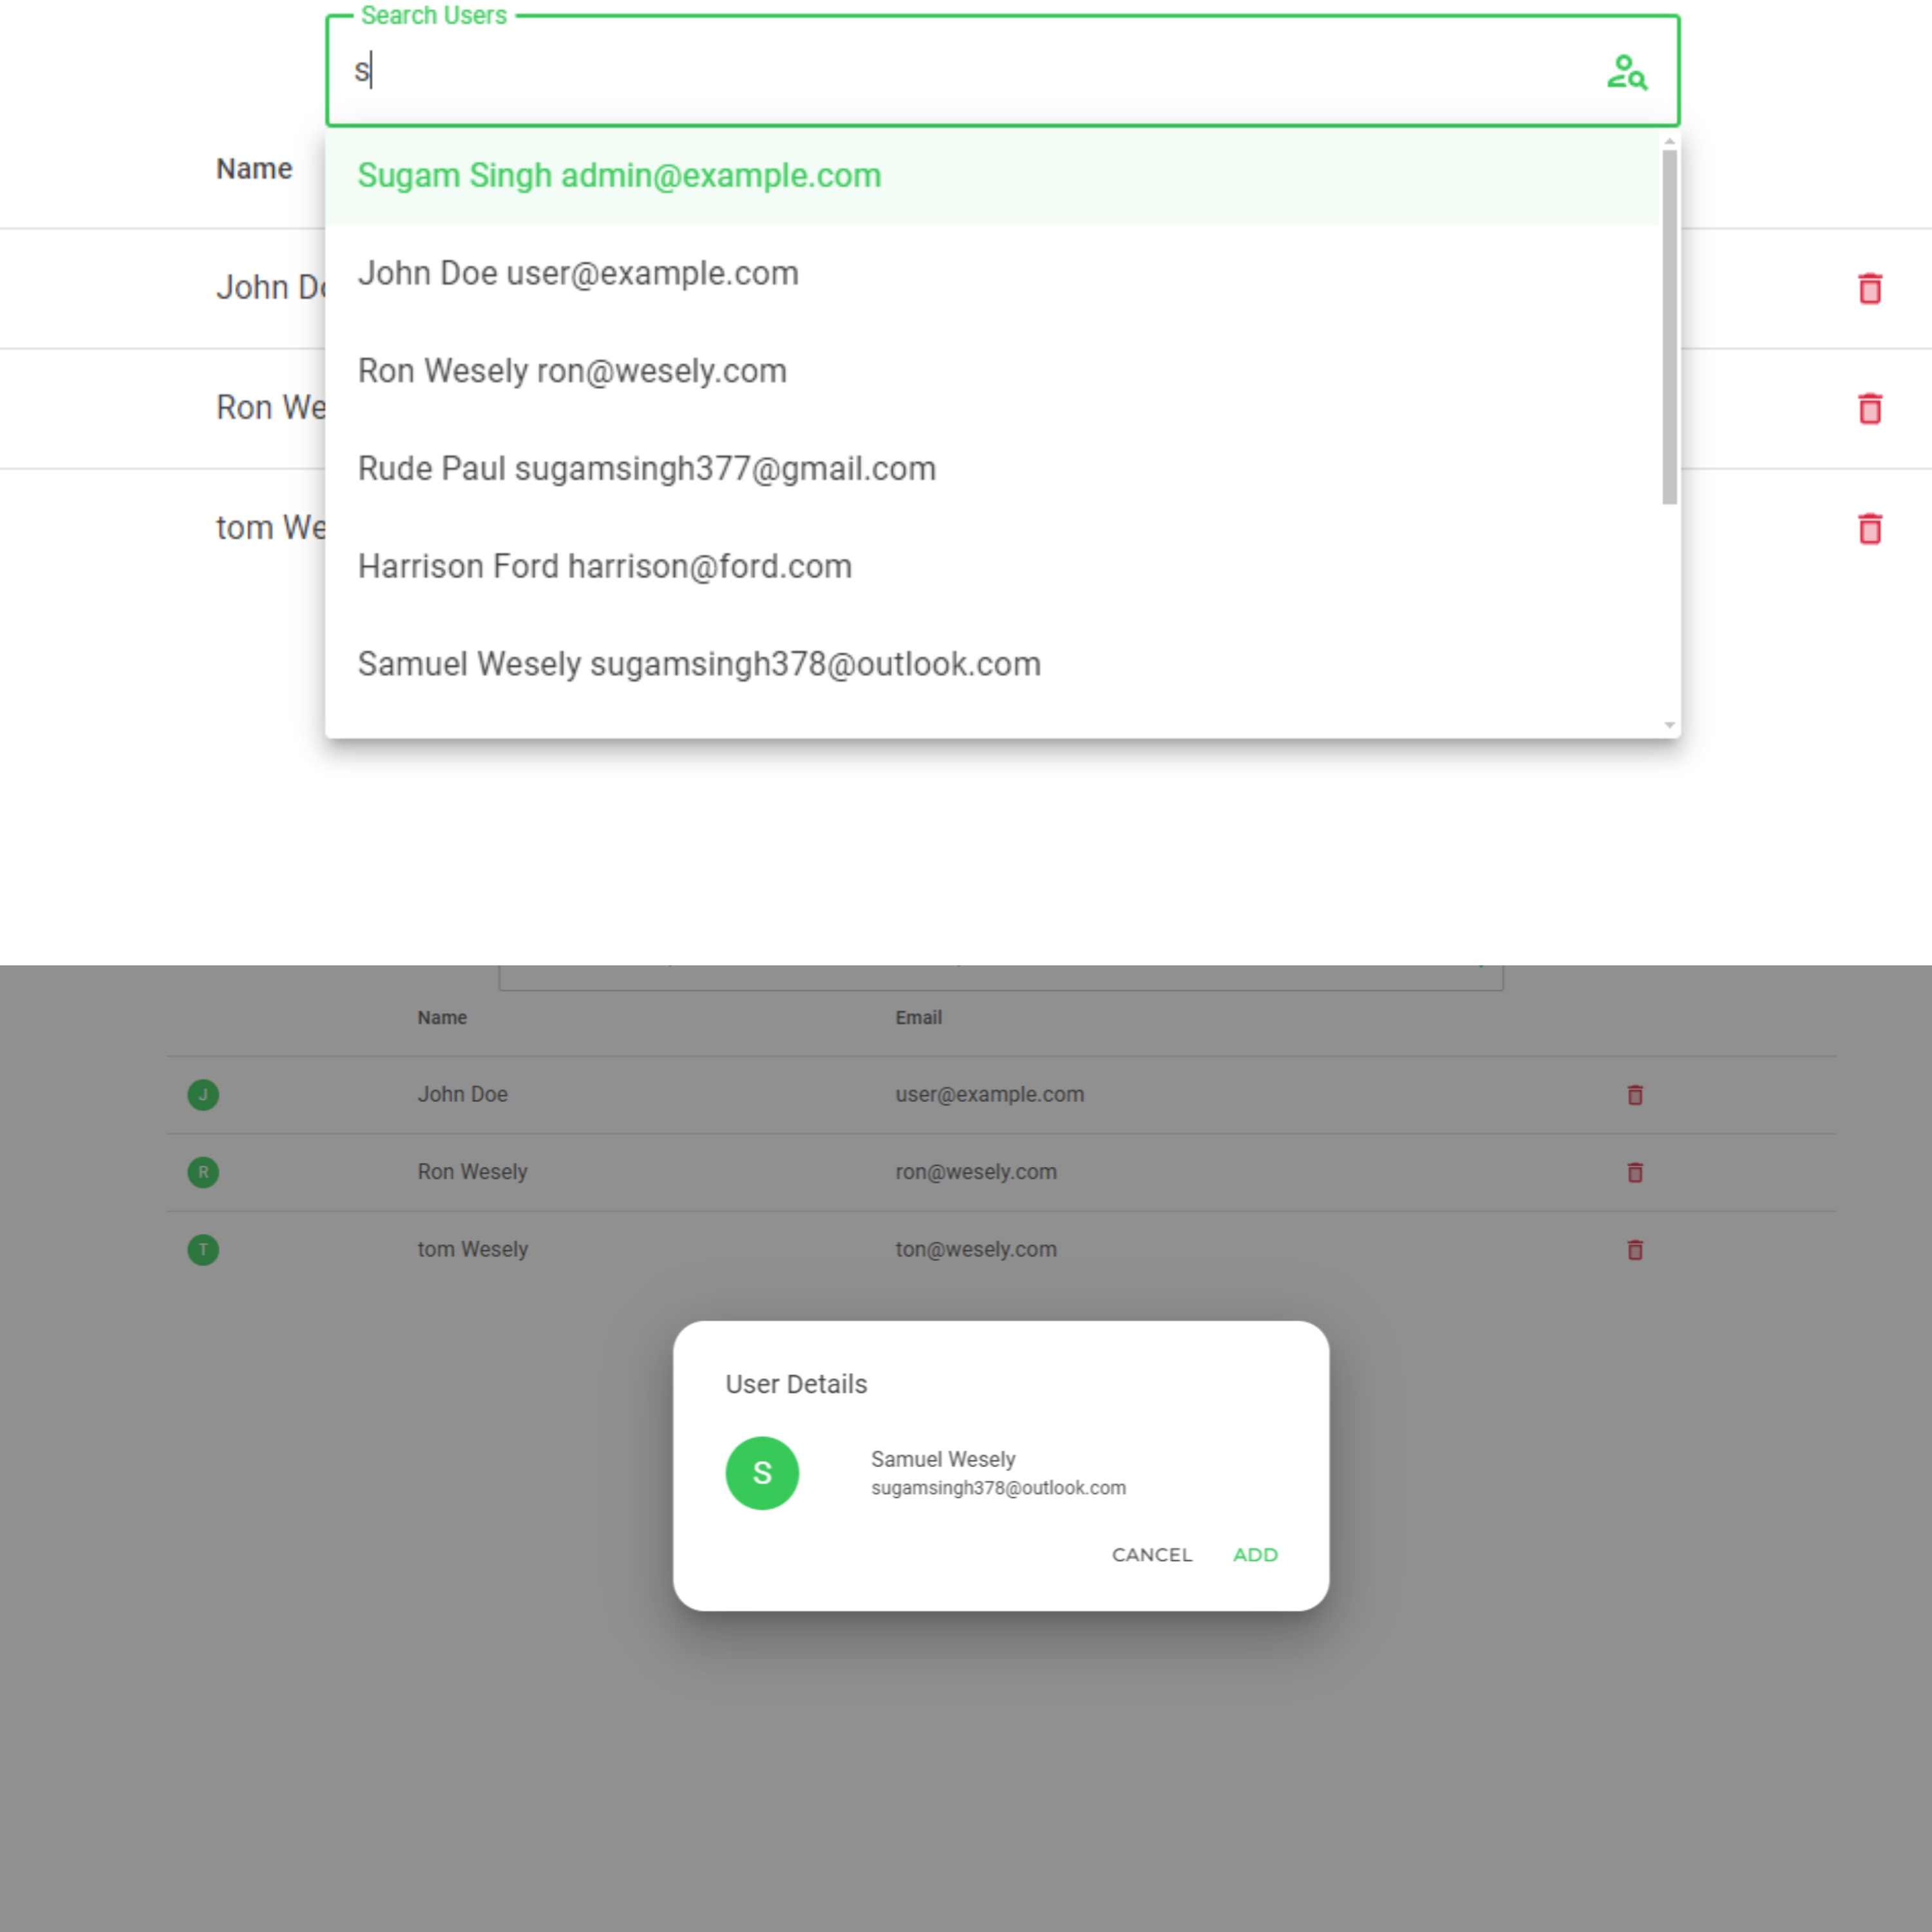 Search Users
s
Name
Sugam Singh admin@example.com
John Doe user@example.com
John Do
Ron Wesely ron@wesely.com
Ron We
Rude Paul sugamsingh377@gmail.com
tom We
Harrison Ford harrison@ford.com
Samuel Wesely sugamsingh378@outlook.com
Name Email
J John Doe user@example.com
R Ron Wesely ron@wesely.com
T tom Wesely ton@wesely.com
User Details
S
Samuel Wesely
sugamsingh378@outlook.com
CANCEL ADD